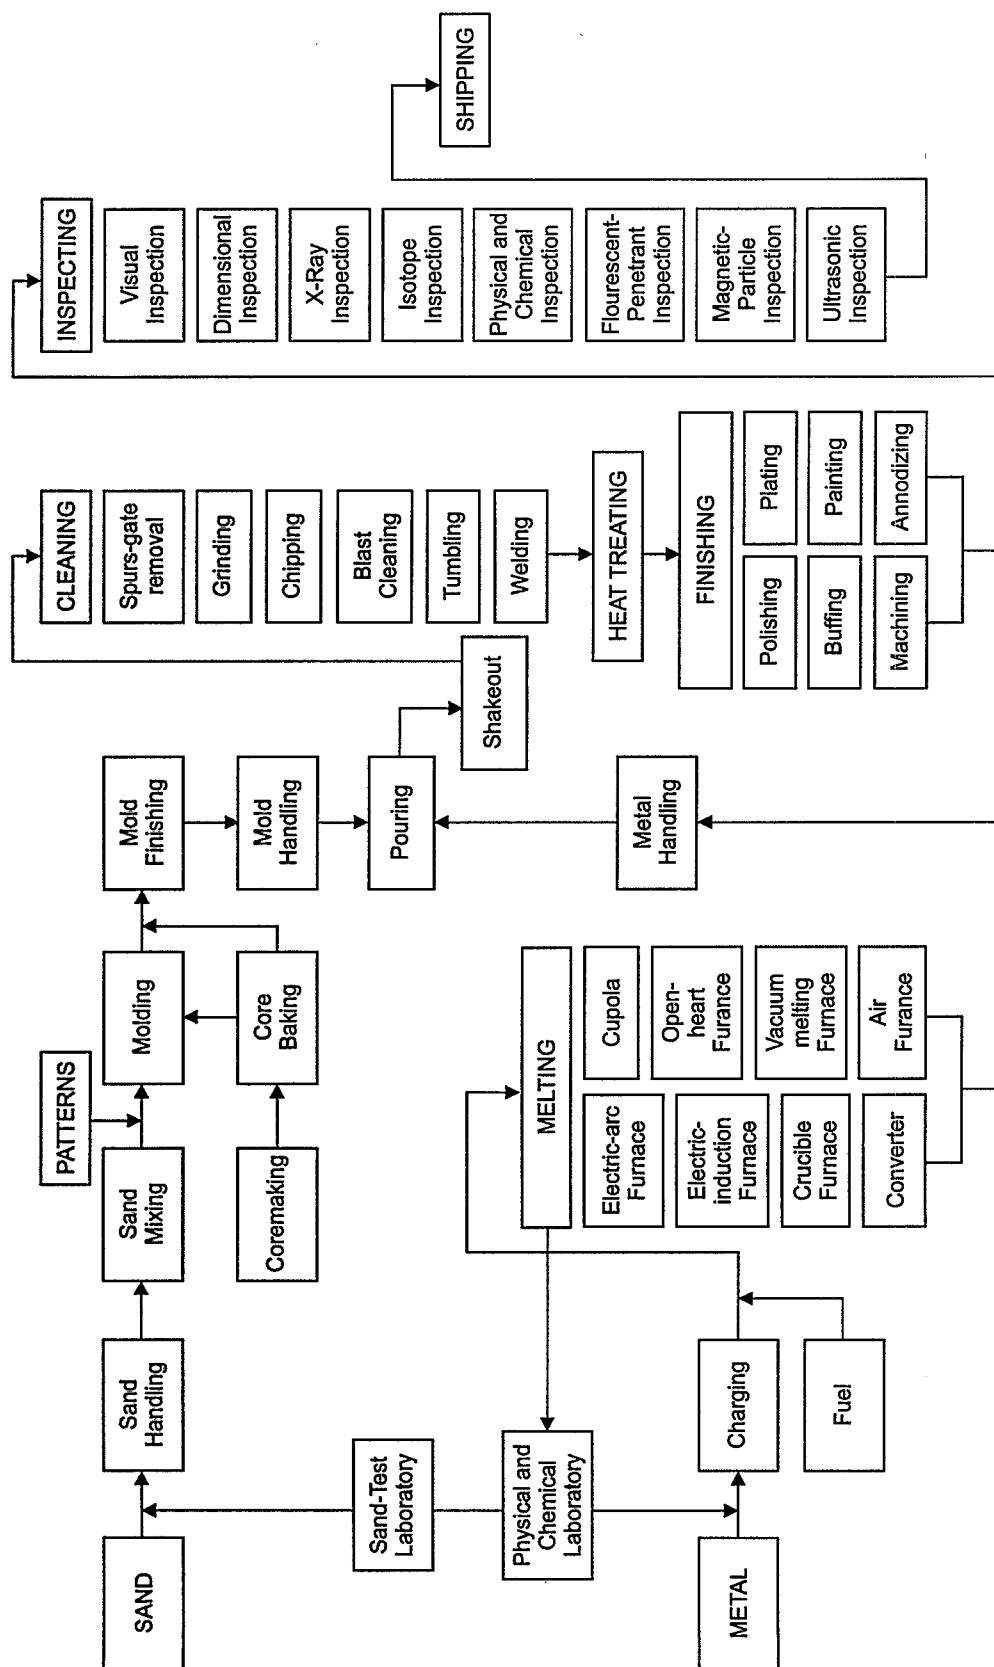 SAND
Sand
Handling
Sand
Mixing
PATTERNS
Molding
Mold
Finishing
Coremaking
Core
Baking
Mold
Handling
Sand-Test
Laboratory
Physical and
Chemical
Laboratory
METAL
Charging
Fuel
MELTING
Electric-arc
Furnace
Cupola
Electric-
induction
Furnace
Open-
heart
Furance
Crucible
Furnace
Vacuum
melting
Furnace
Converter
Air
Furance
Metal
Handling
Pouring
Shakeout
CLEANING
Spurs-gate
removal
Grinding
Chipping
Blast
Cleaning
Tumbling
Welding
HEAT TREATING
FINISHING
Polishing
Plating
Buffing
Painting
Machining
Annodizing
INSPECTING
Visual
Inspection
Dimensional
Inspection
X-Ray
Inspection
Isotope
Inspection
Physical and
Chemical
Inspection
Flourescent-
Penetrant
Inspection
Magnetic-
Particle
Inspection
Ultrasonic
Inspection
SHIPPING